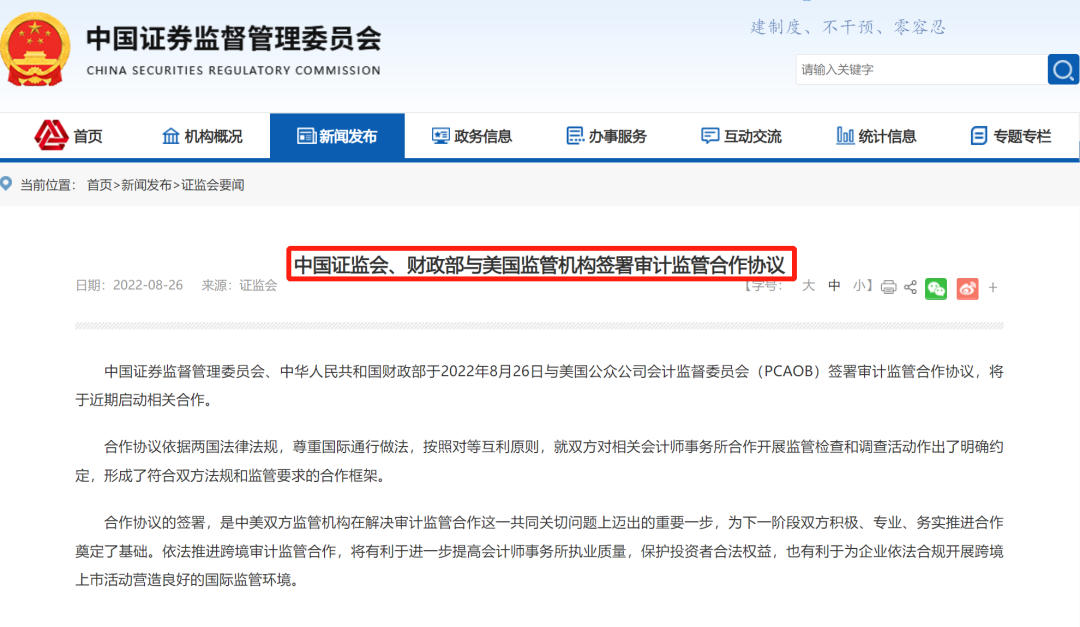 建制度、不干预、零容忍
中国证券监督管理委员会
CHINA SECURITIES REGULATORY COMMISSION
请输入关键字
首页 机构概况 新闻发布 政务信息 办事服务 互动交流 统计信息 专题专栏
当前位置： 首页>新闻发布>证监会要闻
中国证监会、财政部与美国监管机构签署审计监管合作协议
日期：2022-08-26 来源：证监会 【字号： 大 中 小】
中国证券监督管理委员会、中华人民共和国财政部于2022年8月26日与美国公众公司会计监督委员会（PCAOB）签署审计监管合作协议，将
于近期启动相关合作。
合作协议依据两国法律法规，尊重国际通行做法，按照对等互利原则，就双方对相关会计师事务所合作开展监管检查和调查活动作出了明确约
定，形成了符合双方法规和监管要求的合作框架。
合作协议的签署，是中美双方监管机构在解决审计监管合作这一共同关切问题上迈出的重要一步，为下一阶段双方积极、专业、务实推进合作
奠定了基础。依法推进跨境审计监管合作，将有利于进一步提高会计师事务所执业质量，保护投资者合法权益，也有利于为企业依法合规开展跨境
上市活动营造良好的国际监管环境。